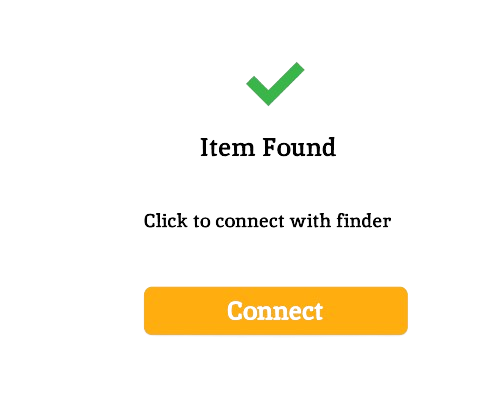 Item Found
Click to connect with finder
Connect